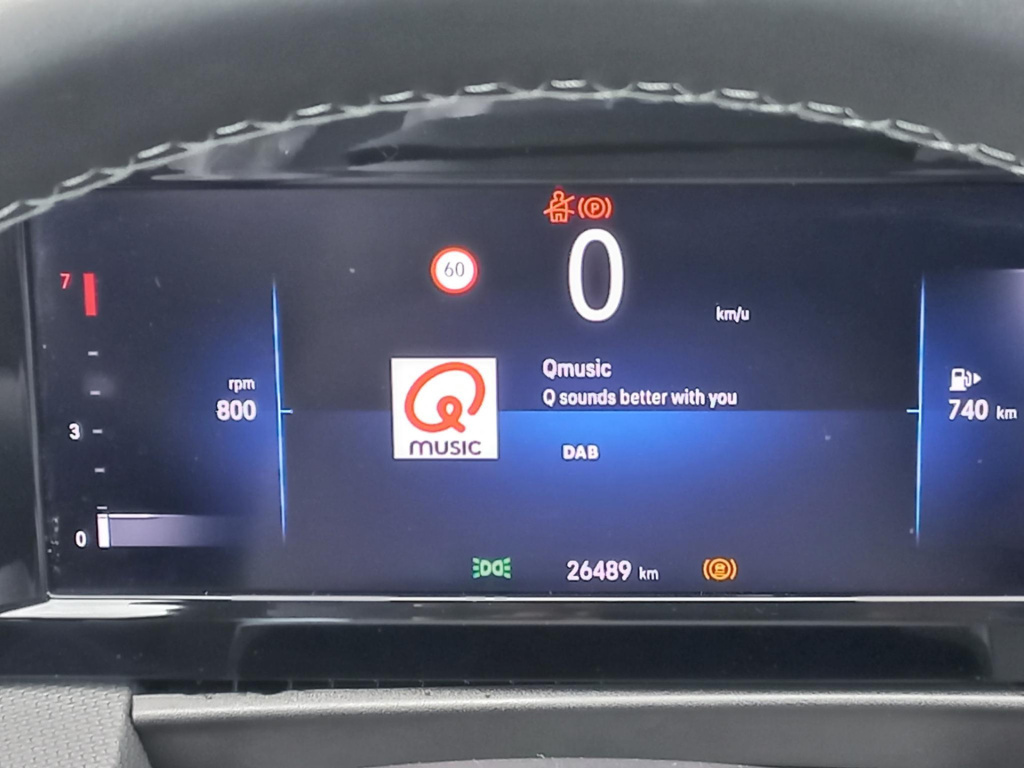 P
60
0
km/u
7
rpm
800
3
0
MUSIC
Qmusic
Q sounds better with you
DAB
740 km
26489 km